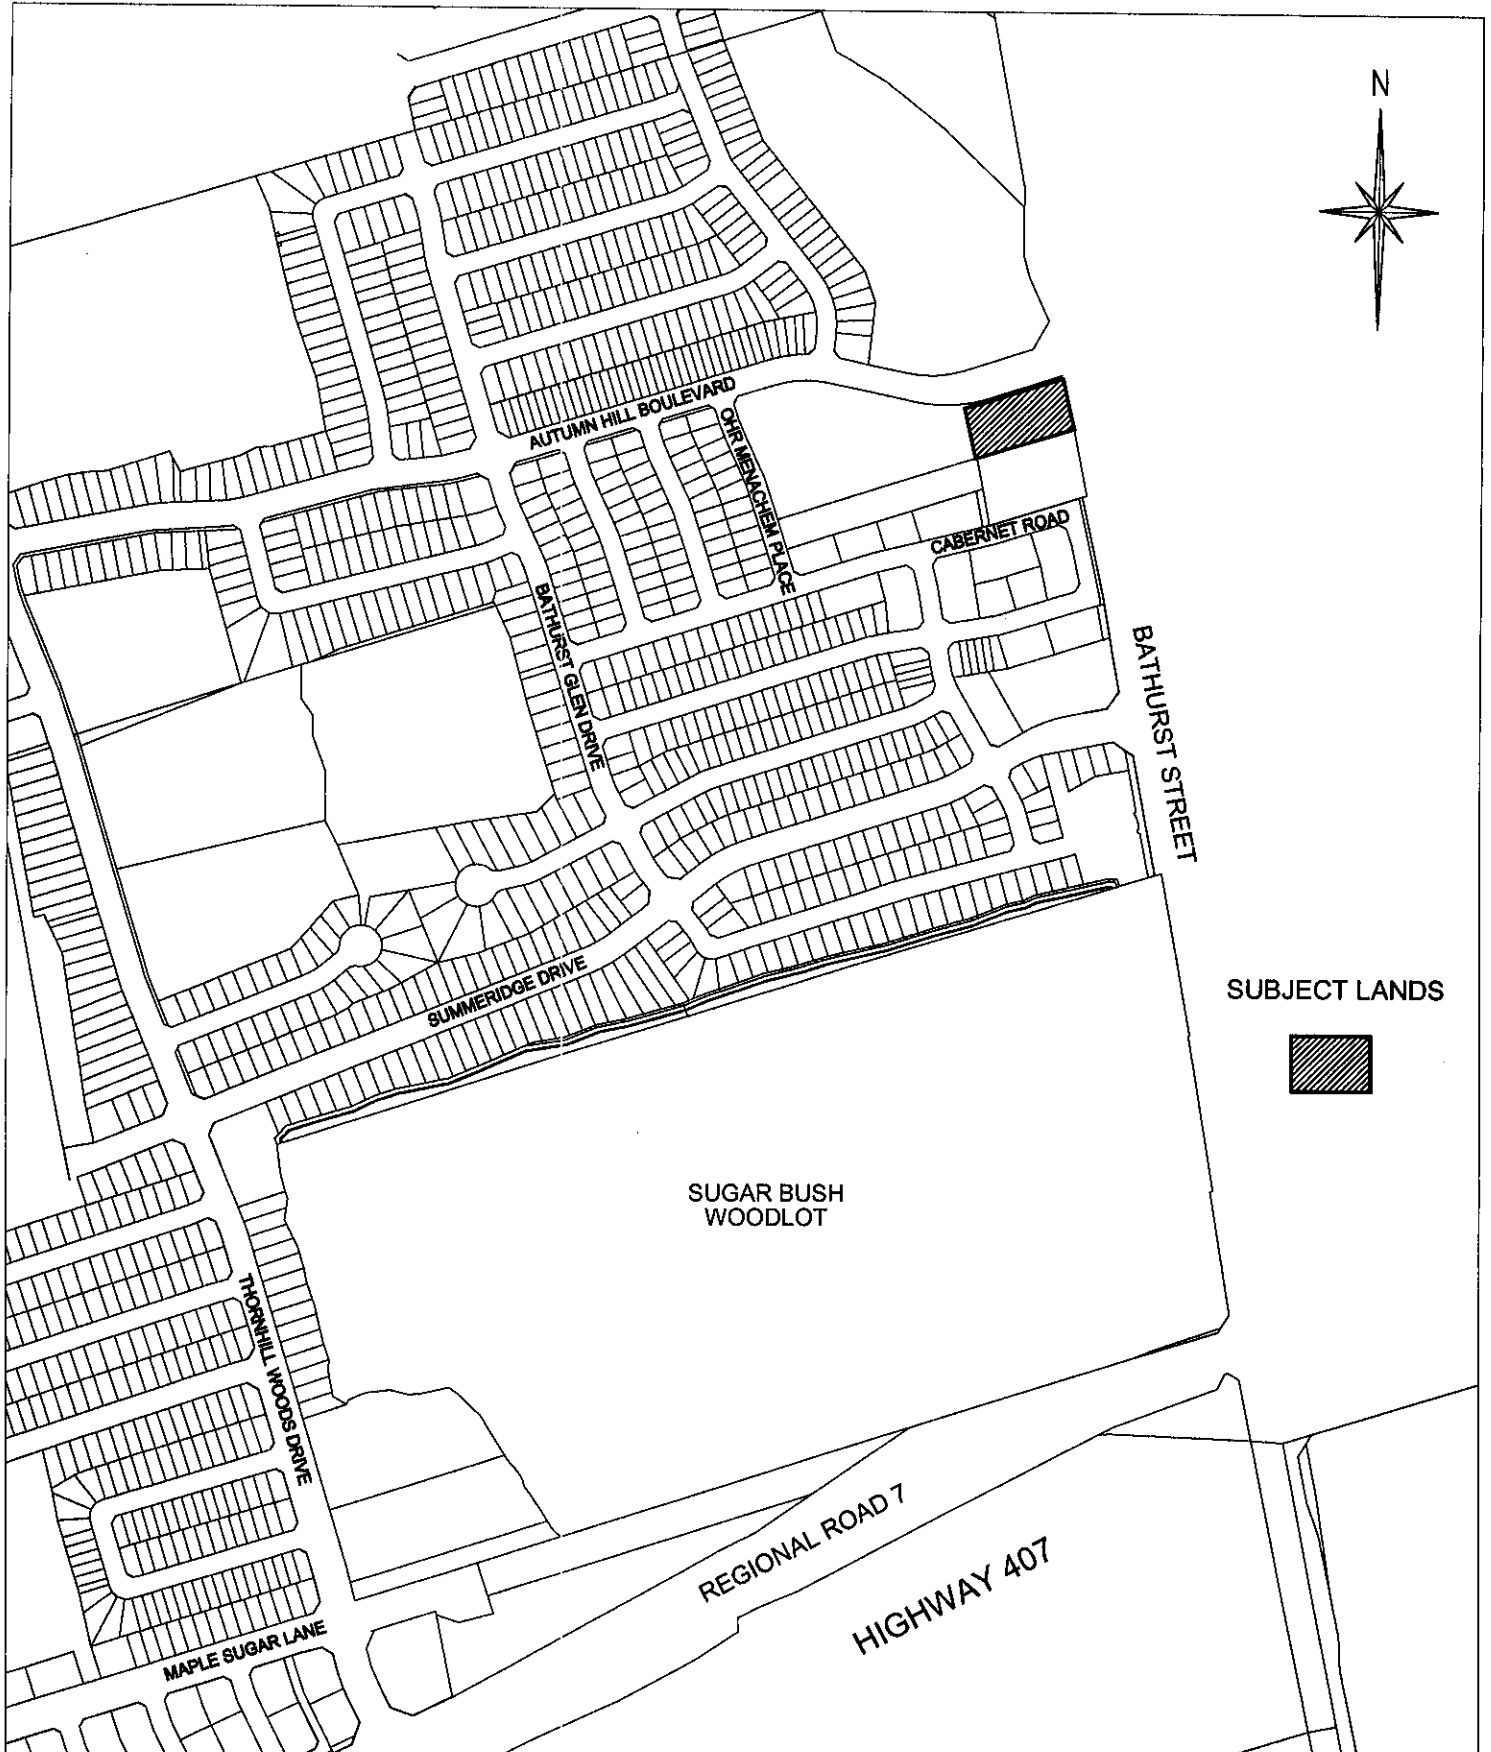 N
AUTUMN HILL BOULEVARD
OHR MENACHEM PLACE
CABERNET ROAD
BATHURST GLEN DRIVE
BATHURST STREET
SUMMERIDGE DRIVE
SUBJECT LANDS
SUGAR BUSH
WOODLOT
THORNHILL WOODS DRIVE
REGIONAL ROAD 7
HIGHWAY 407
MAPLE SUGAR LANE